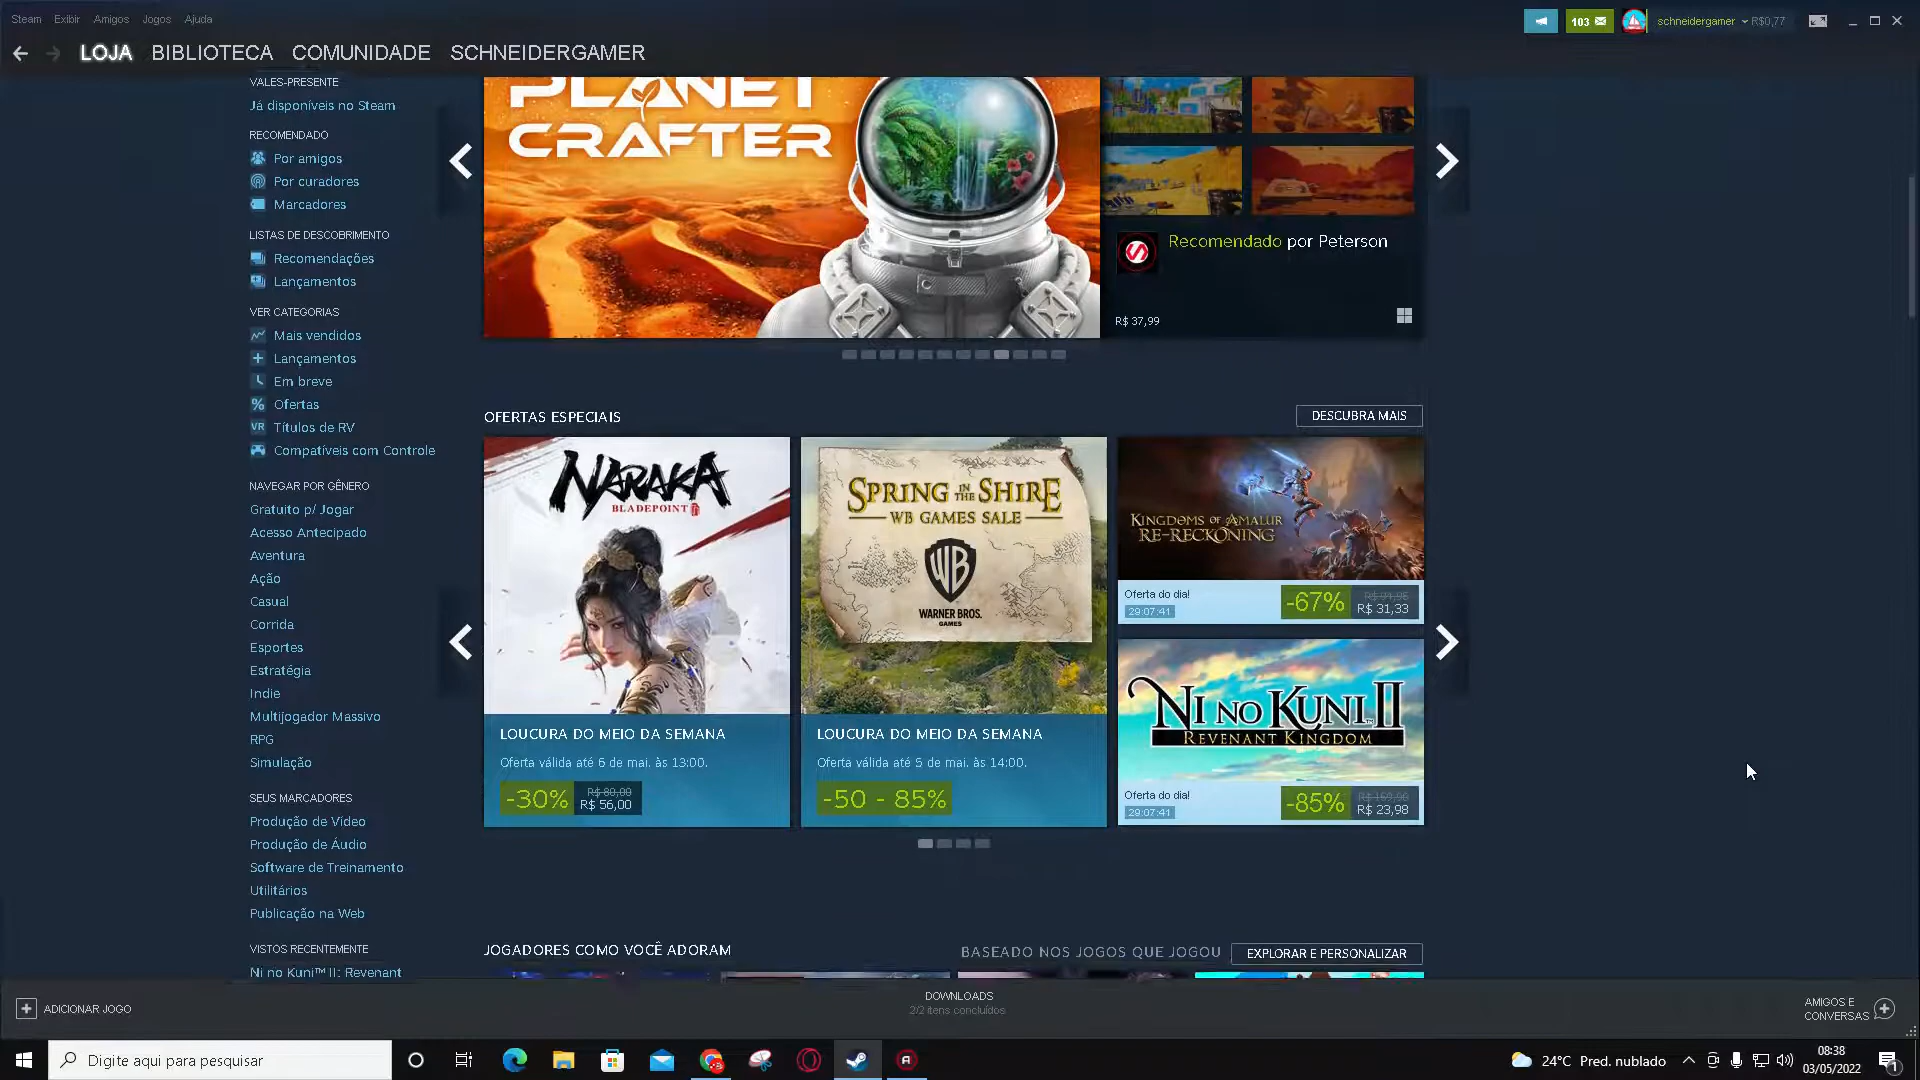 Steam Exibir Amigos Jogos Ajuda
103
schneidergamer R$0,77
LOJA BIBLIOTECA COMUNIDADE SCHNEIDERGAMER
VALES-PRESENTE
Já disponíveis no Steam
RECOMENDADO
Por amigos
Por curadores
Marcadores
LISTAS DE DESCOBRIMENTO
Recomendações
Lançamentos
VER CATEGORIAS
Mais vendidos
Lançamentos
Em breve
% Ofertas
VR Títulos de RV
Compatíveis com Controle
NAVEGAR POR GÊNERO
Gratuito p/ Jogar
Acesso Antecipado
Aventura
Ação
Casual
Corrida
Esportes
Estratégia
Indie
Multijogador Massivo
RPG
Simulação
SEUS MARCADORES
Produção de Vídeo
Produção de Áudio
Software de Treinamento
Utilitários
Publicação na Web
VISTOS RECENTEMENTE
Ni no Kuni™ II: Revenant
PLANET
CRAFTER
Recomendado por Peterson
R$ 37,99
OFERTAS ESPECIAIS
DESCUBRA MAIS
NARAKA
BLADEPOINT
LOUCURA DO MEIO DA SEMANA
Oferta válida até 6 de mai. às 13:00.
-30%
R$ 80,00
R$ 56,00
SPRING IN THE SHIRE
WB GAMES SALE
WB
WARNER BROS.
GAMES
LOUCURA DO MEIO DA SEMANA
Oferta válida até 5 de mai. às 14:00.
-50 - 85%
KINGDOMS OF AMALUR
RE-RECKONING
Oferta do dia!
29:07:41
-67%
R$ 31,33
NI NO KUNI II
REVENANT KINGDOM
Oferta do dia!
29:07:41
-85%
R$ 23,98
JOGADORES COMO VOCÊ ADORAM
BASEADO NOS JOGOS QUE JOGOU
EXPLORAR E PERSONALIZAR
ADICIONAR JOGO
DOWNLOADS
2/2 itens concluídos
AMIGOS E
CONVERSAS
Digite aqui para pesquisar
24°C Pred. nublado
08:38
03/05/2022
1